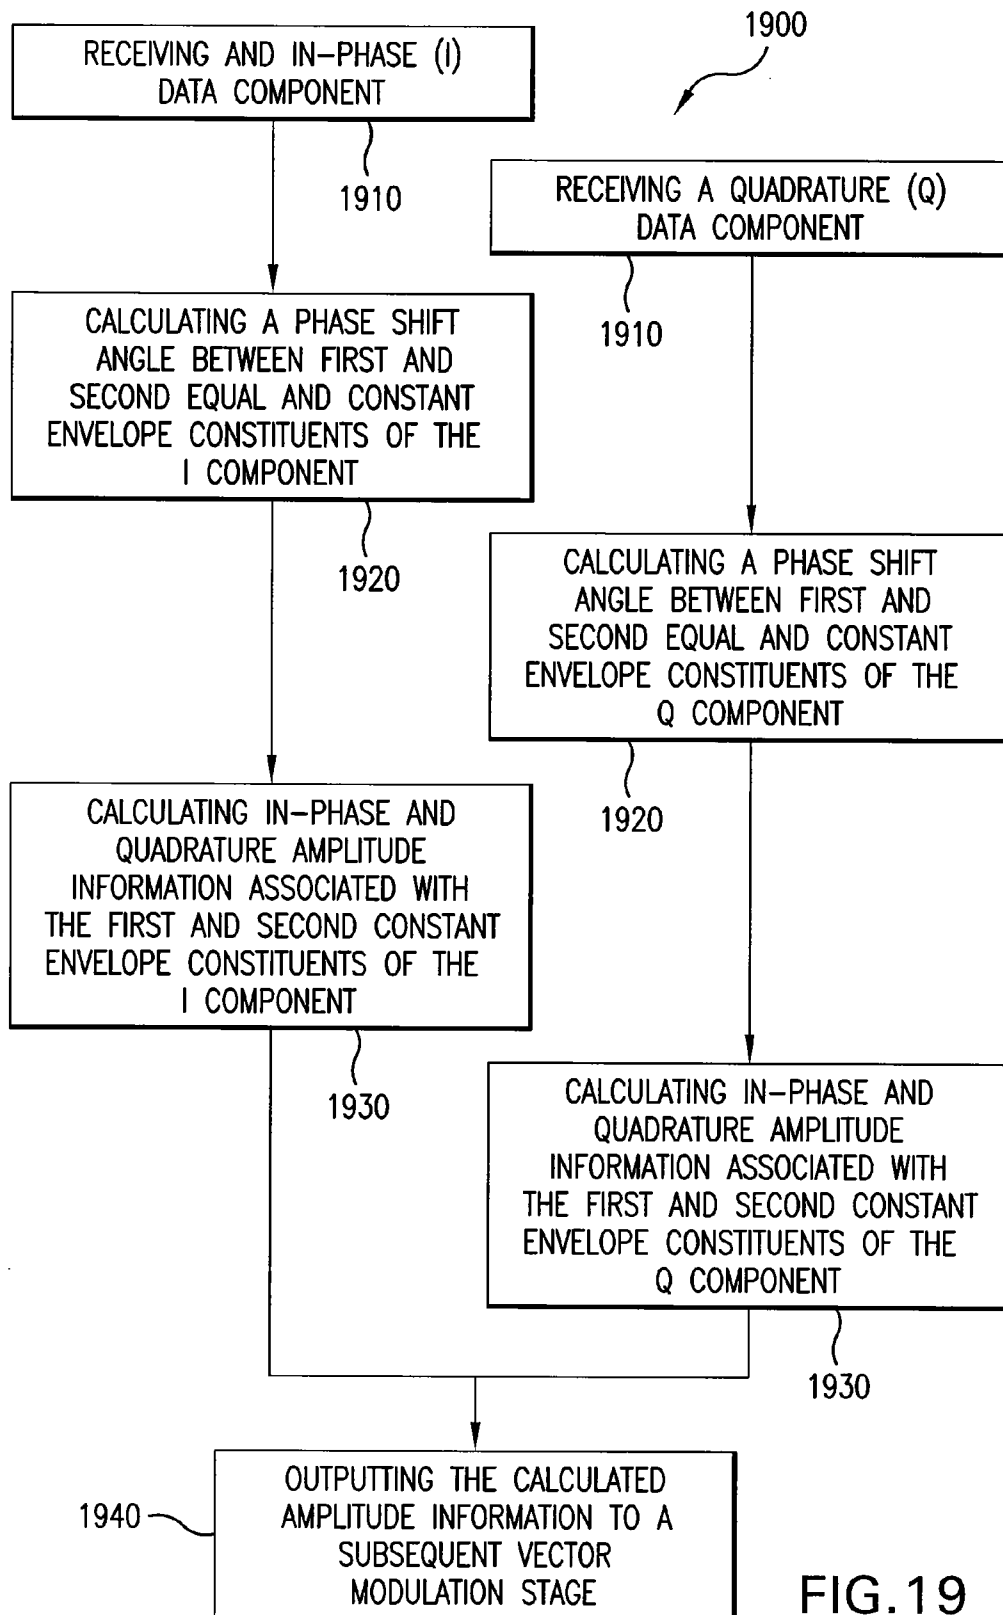 1900
RECEIVING AND IN-PHASE (I)
DATA COMPONENT
1910
RECEIVING A QUADRATURE (Q)
DATA COMPONENT
1910
CALCULATING A PHASE SHIFT
ANGLE BETWEEN FIRST AND
SECOND EQUAL AND CONSTANT
ENVELOPE CONSTITUENTS OF THE
I COMPONENT
1920
CALCULATING A PHASE SHIFT
ANGLE BETWEEN FIRST AND
SECOND EQUAL AND CONSTANT
ENVELOPE CONSTITUENTS OF THE
Q COMPONENT
1920
CALCULATING IN-PHASE AND
QUADRATURE AMPLITUDE
INFORMATION ASSOCIATED WITH
THE FIRST AND SECOND CONSTANT
ENVELOPE CONSTITUENTS OF THE
I COMPONENT
1930
CALCULATING IN-PHASE AND
QUADRATURE AMPLITUDE
INFORMATION ASSOCIATED WITH
THE FIRST AND SECOND CONSTANT
ENVELOPE CONSTITUENTS OF THE
Q COMPONENT
1930
1940
OUTPUTTING THE CALCULATED
AMPLITUDE INFORMATION TO A
SUBSEQUENT VECTOR
MODULATION STAGE
FIG.19